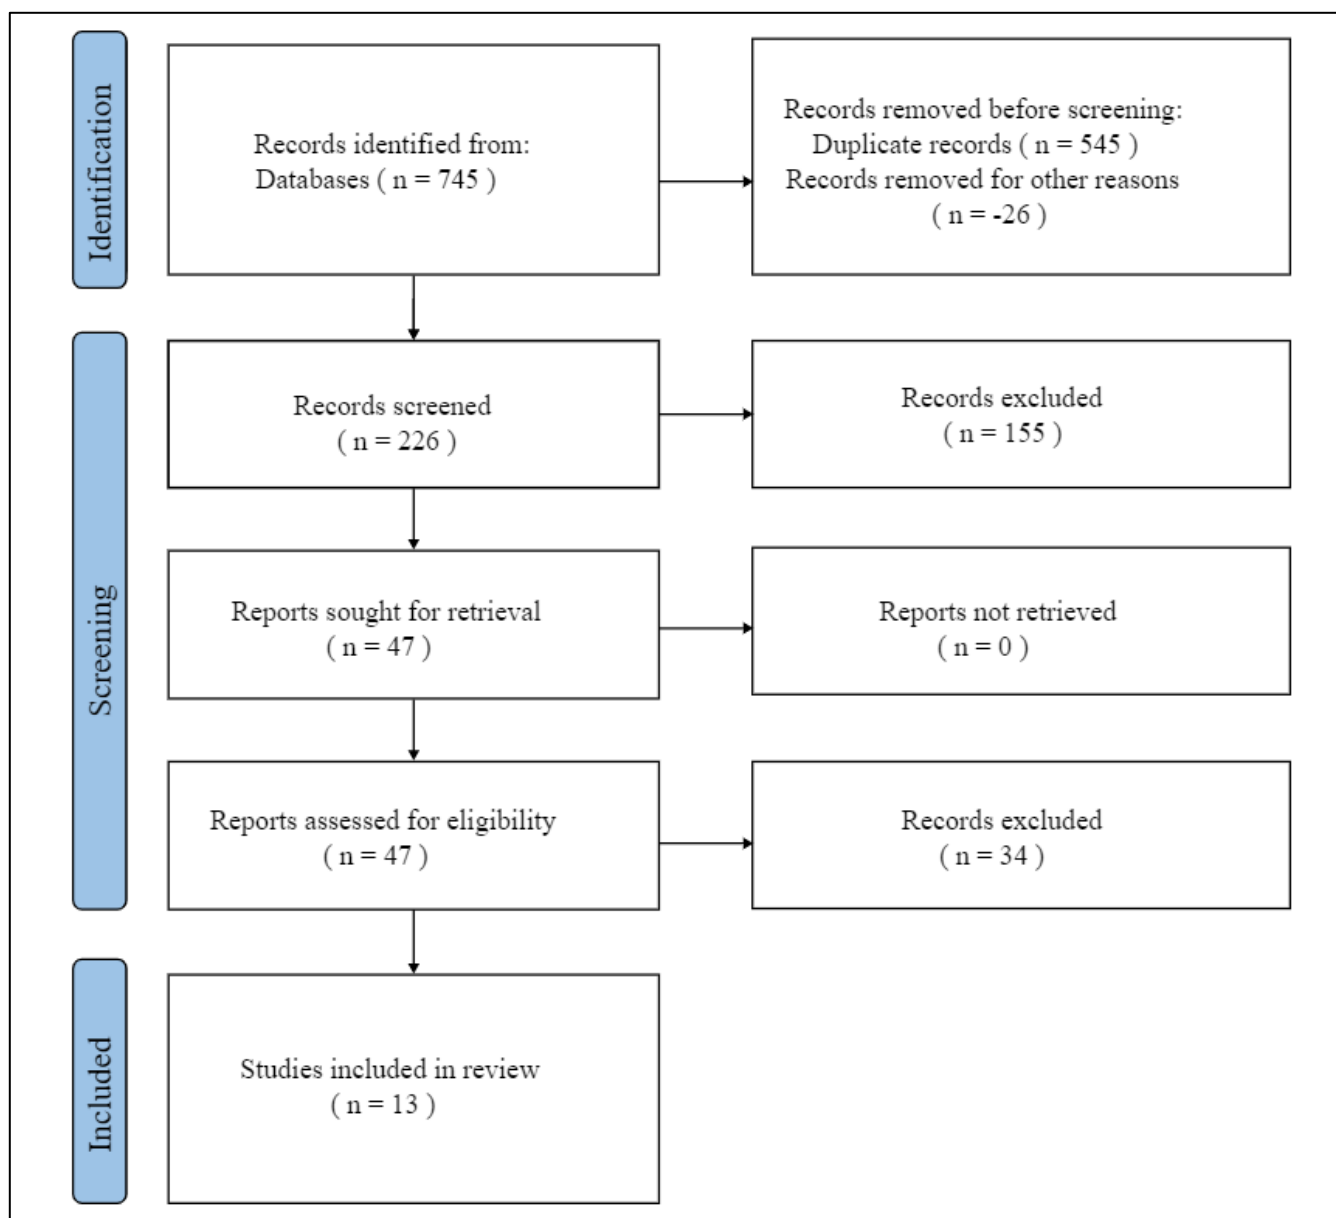 Identification
Records identified from:
Databases ( n = 745 )
Records removed before screening:
Duplicate records ( n = 545 )
Records removed for other reasons
( n = -26 )
Screening
Records screened
( n = 226 )
Records excluded
( n = 155 )
Reports sought for retrieval
( n = 47 )
Reports not retrieved
( n = 0 )
Reports assessed for eligibility
( n = 47 )
Records excluded
( n = 34 )
Included
Studies included in review
( n = 13 )